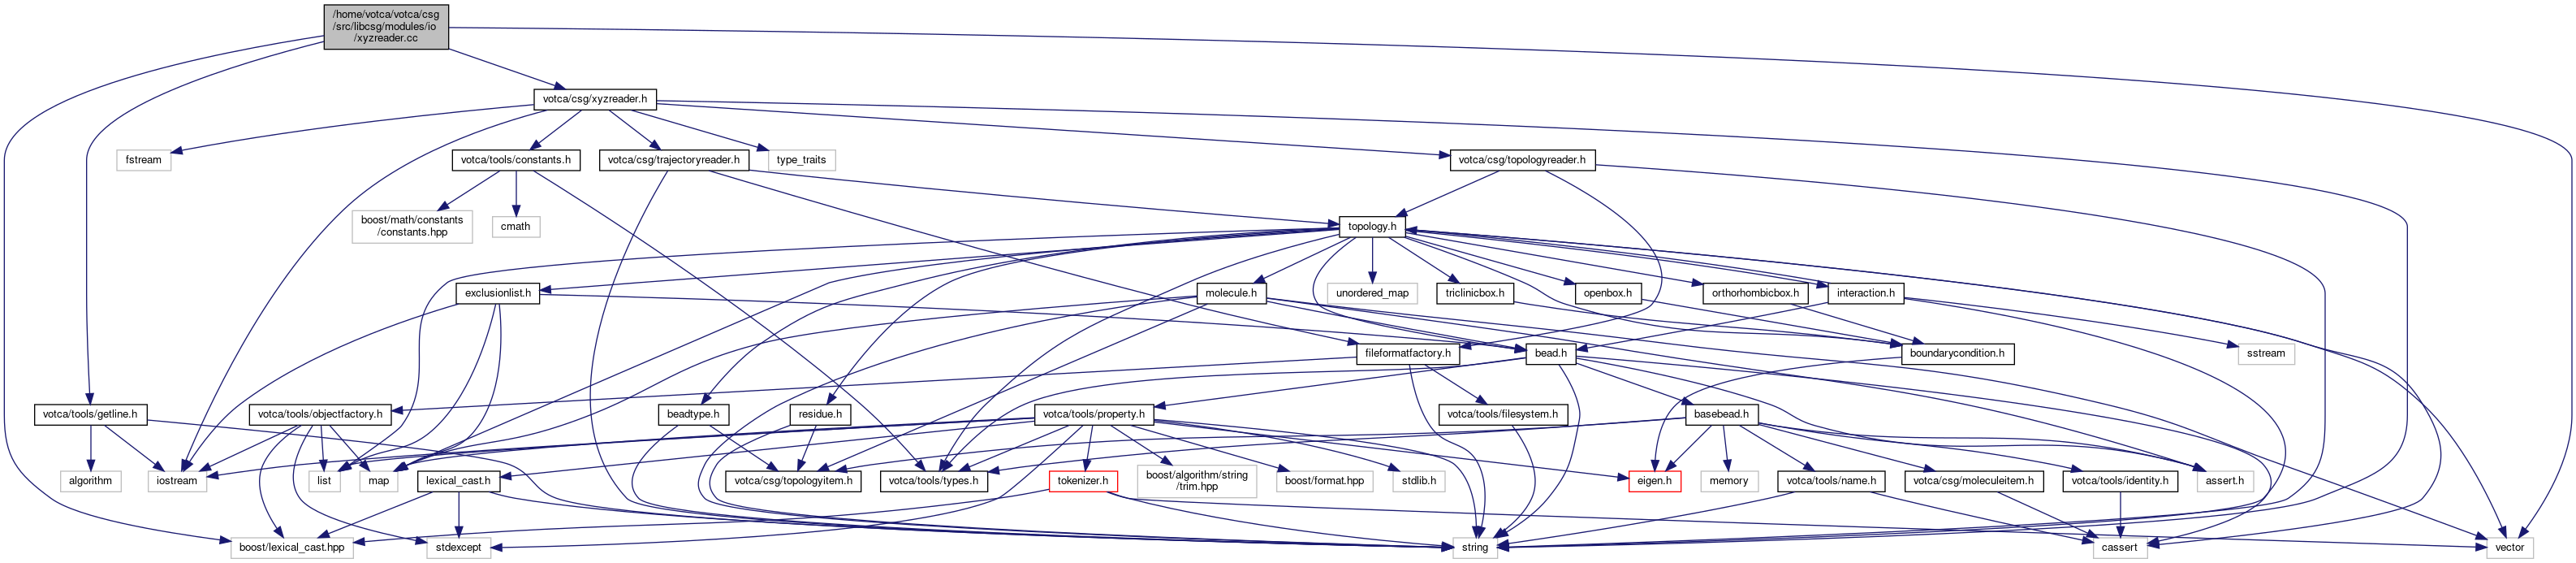 /home/votca/votca/csg
/src/libcsg/modules/io
/xyzreader.cc
votca/csg/xyzreader.h
fstream
votca/tools/constants.h
votca/csg/trajectoryreader.h
type_traits
votca/csg/topologyreader.h
boost/math/constants
/constants.hpp
cmath
topology.h
exclusionlist.h
molecule.h
unordered_map
triclinicbox.h
openbox.h
orthorhombicbox.h
interaction.h
fileformatfactory.h
bead.h
boundarycondition.h
sstream
votca/tools/getline.h
votca/tools/objectfactory.h
beadtype.h
residue.h
votca/tools/property.h
votca/tools/filesystem.h
basebead.h
algorithm
iostream
list
map
lexical_cast.h
votca/csg/topologyitem.h
votca/tools/types.h
tokenizer.h
boost/algorithm/string
/trim.hpp
boost/format.hpp
stdlib.h
eigen.h
memory
votca/tools/name.h
votca/csg/moleculeitem.h
votca/tools/identity.h
assert.h
boost/lexical_cast.hpp
stdexcept
string
cassert
vector